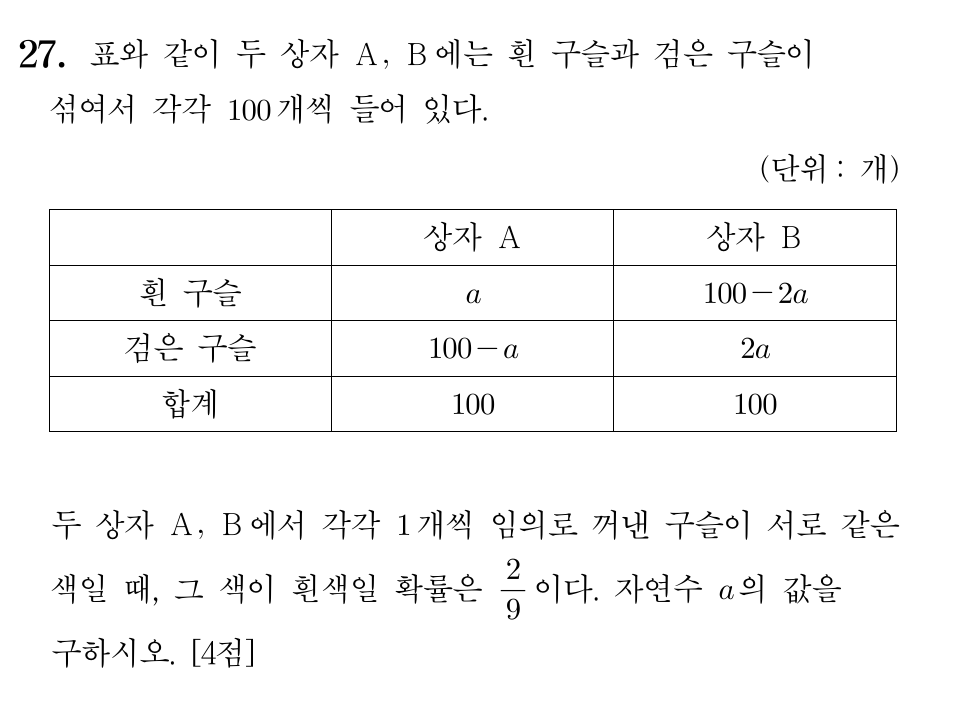 27. 표와 같이 두 상자 A, B에는 흰 구슬과 검은 구슬이
섞여서 각각 100개씩 들어 있다.
(단위 : 개)
상자 A 상자 B
흰 구슬 a 100-2a
검은 구슬 100-a 2a
합계 100 100
두 상자 A, B에서 각각 1개씩 임의로 꺼낸 구슬이 서로 같은
색일 때, 그 색이 흰색일 확률은 2/9이다. 자연수 a의 값을
구하시오. [4점]